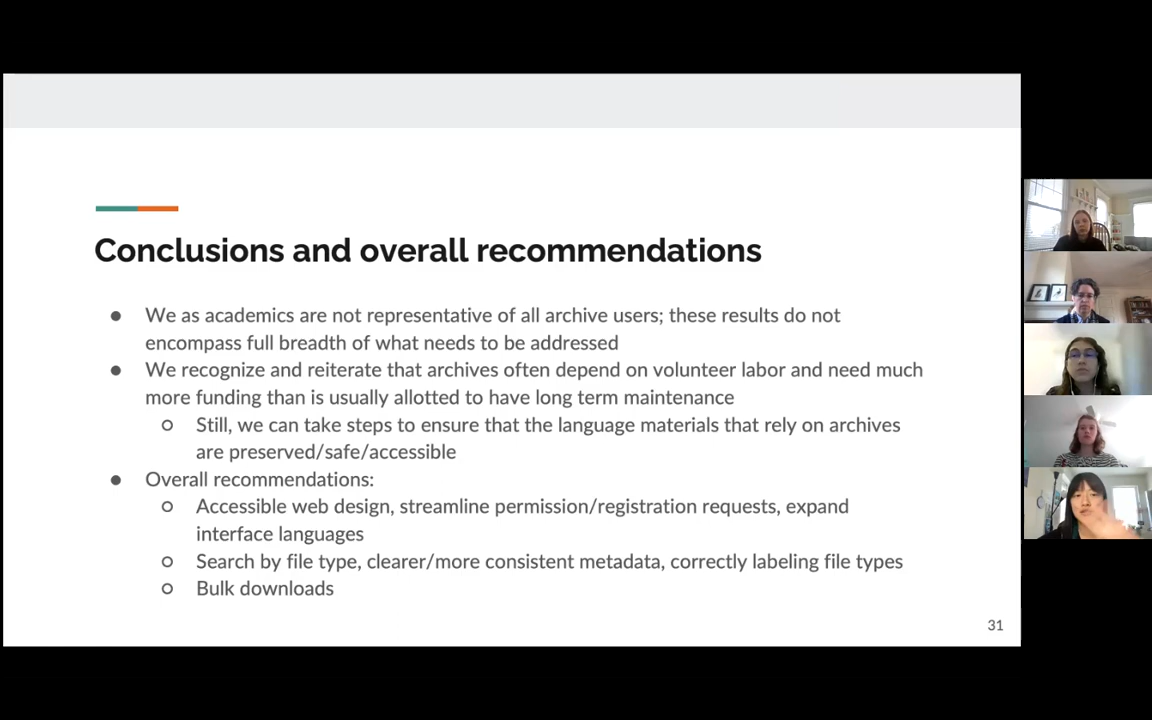 Conclusions and overall recommendations
● We as academics are not representative of all archive users; these results do not
encompass full breadth of what needs to be addressed
● We recognize and reiterate that archives often depend on volunteer labor and need much
more funding than is usually allotted to have long term maintenance
○ Still, we can take steps to ensure that the language materials that rely on archives
are preserved/safe/accessible
● Overall recommendations:
○ Accessible web design, streamline permission/registration requests, expand
interface languages
○ Search by file type, clearer/more consistent metadata, correctly labeling file types
○ Bulk downloads
31